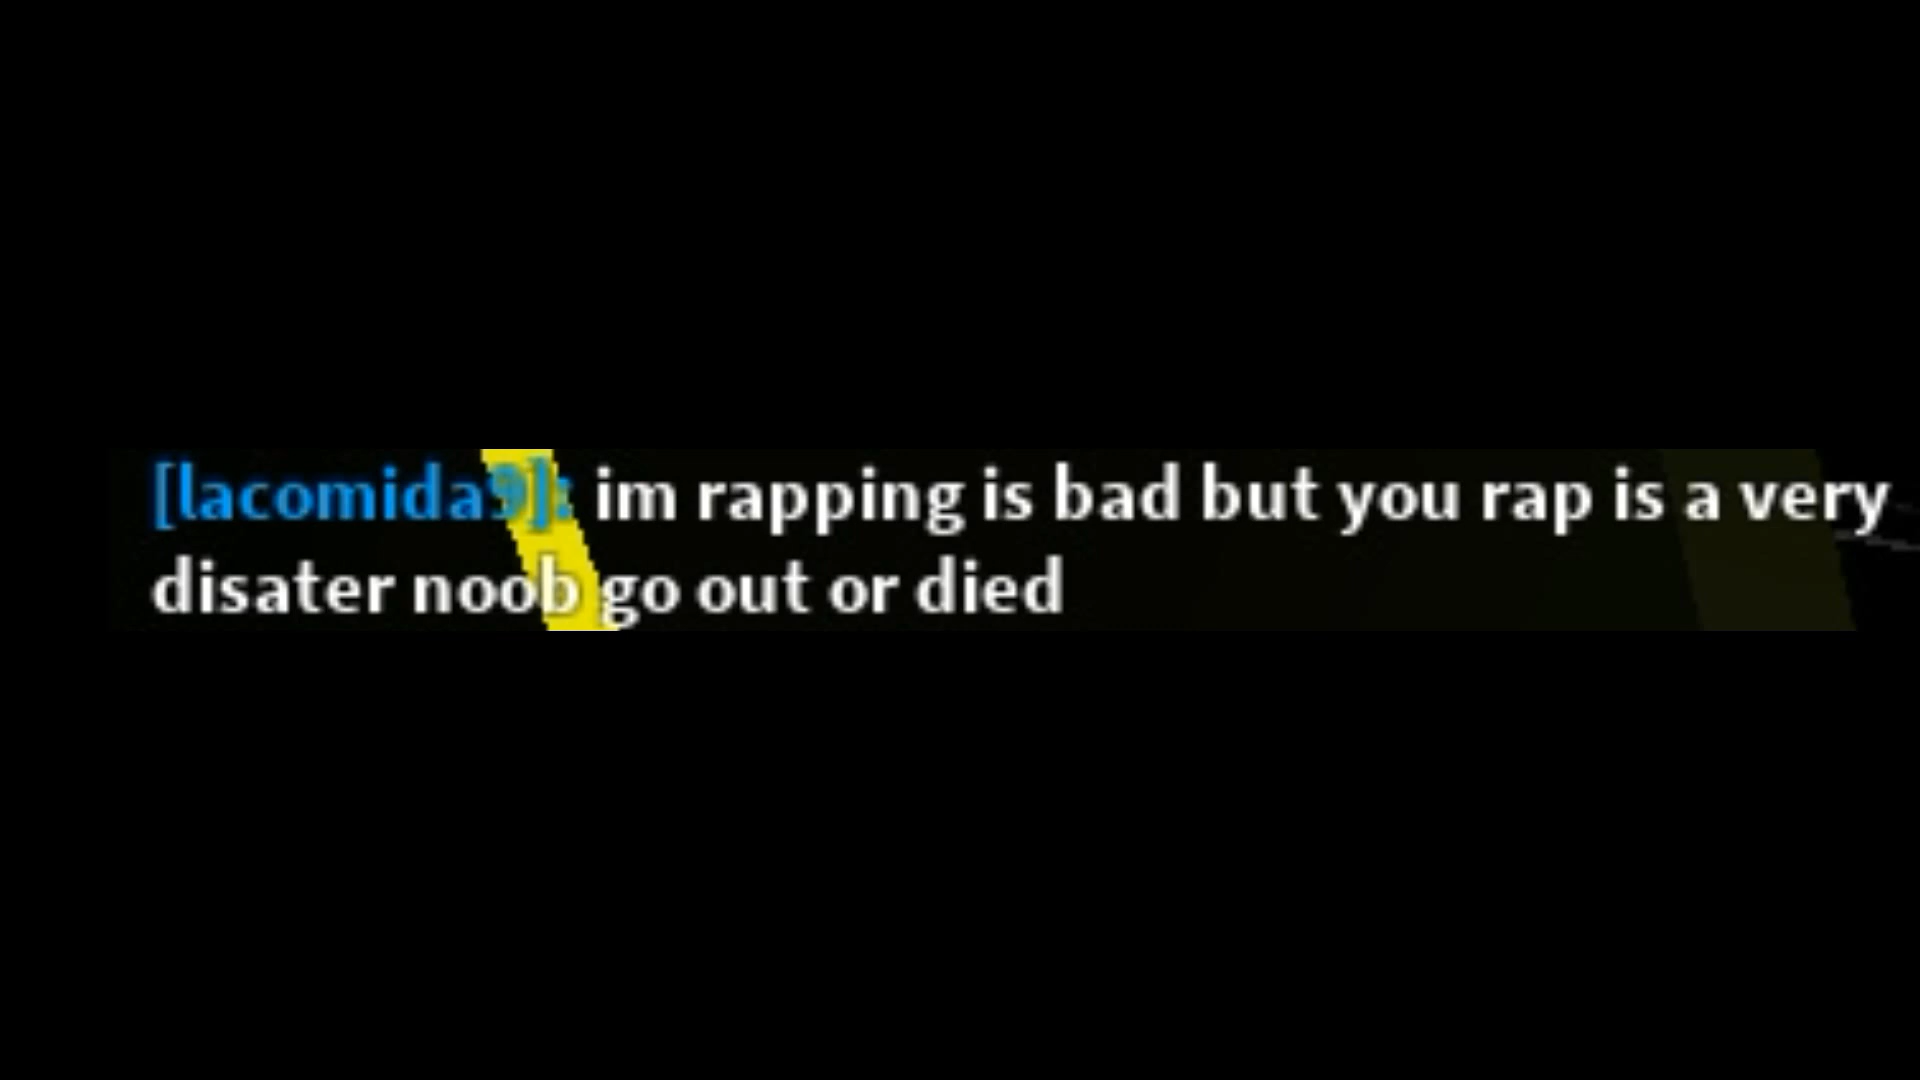 [lacomida9]: im rapping is bad but you rap is a very
disater noob go out or died